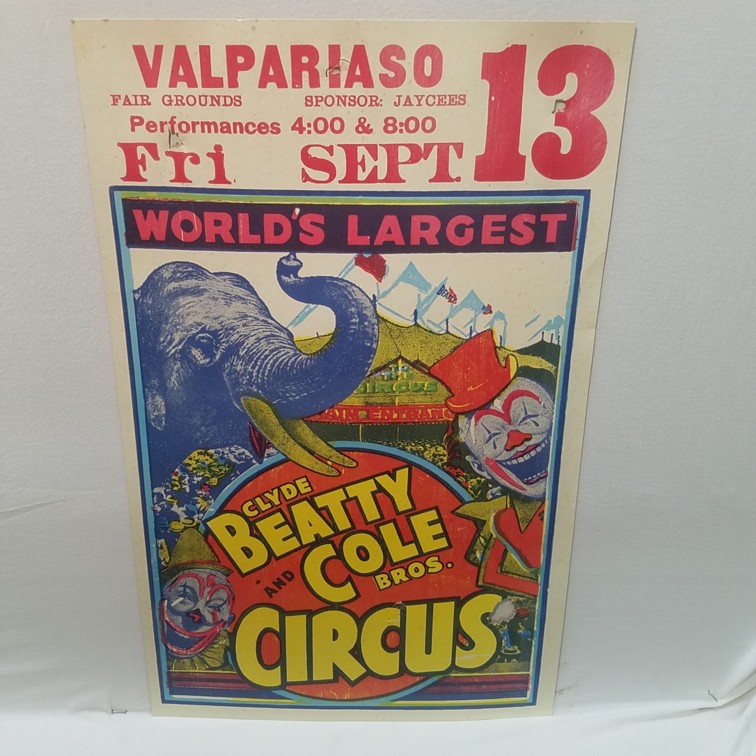 VALPARIASO
FAIR GROUNDS SPONSOR: JAYCEES
Performances 4:00 & 8:00
Fri SEPT 13
WORLD'S LARGEST
CIRCUS
MAIN ENTRANC
CLYDE
BEATTY
AND COLE
BROS.
CIRCUS